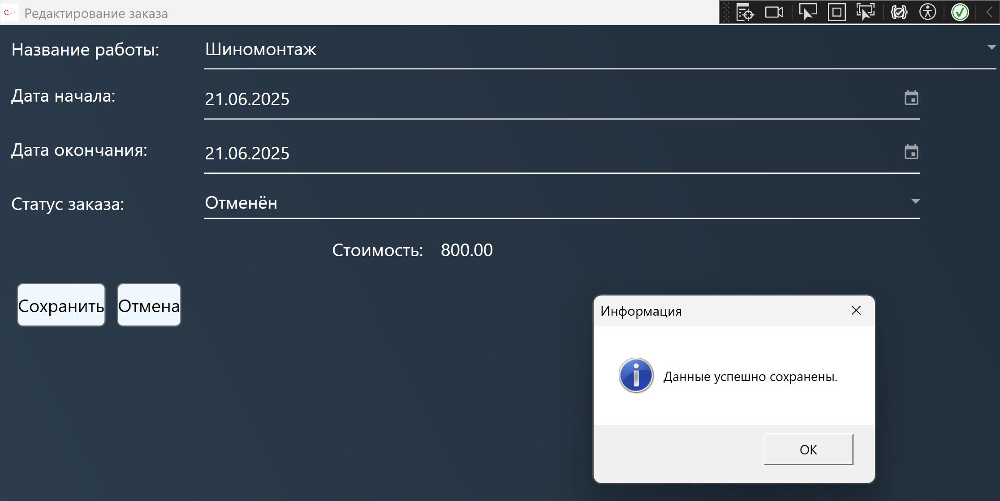 Редактирование заказа
Название работы: Шиномонтаж
Дата начала: 21.06.2025
Дата окончания: 21.06.2025
Статус заказа: Отменён
Стоимость: 800.00
Сохранить Отмена
Информация
Данные успешно сохранены.
ОК